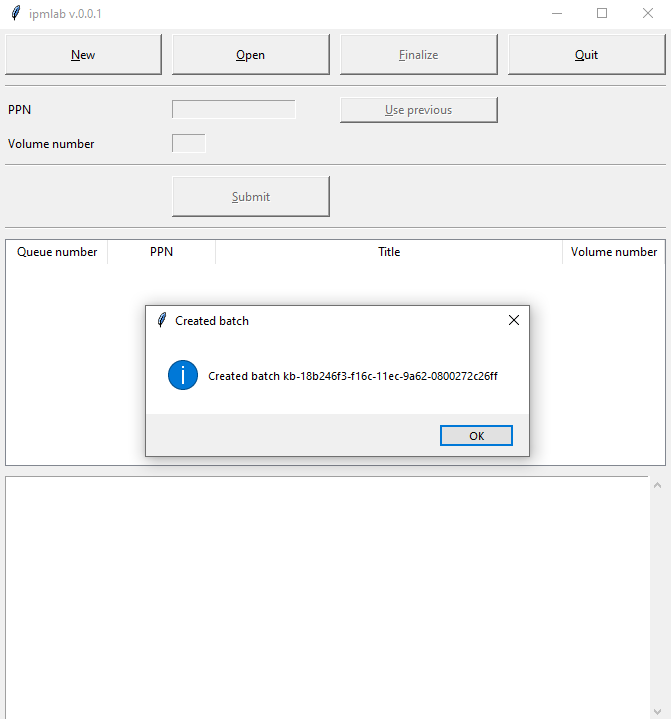 ipmlab v.0.0.1
New Open Finalize Quit
PPN Use previous
Volume number
Submit
Queue number PPN Title Volume number
Created batch
Created batch kb-18b246f3-f16c-11ec-9a62-0800272c26ff
OK